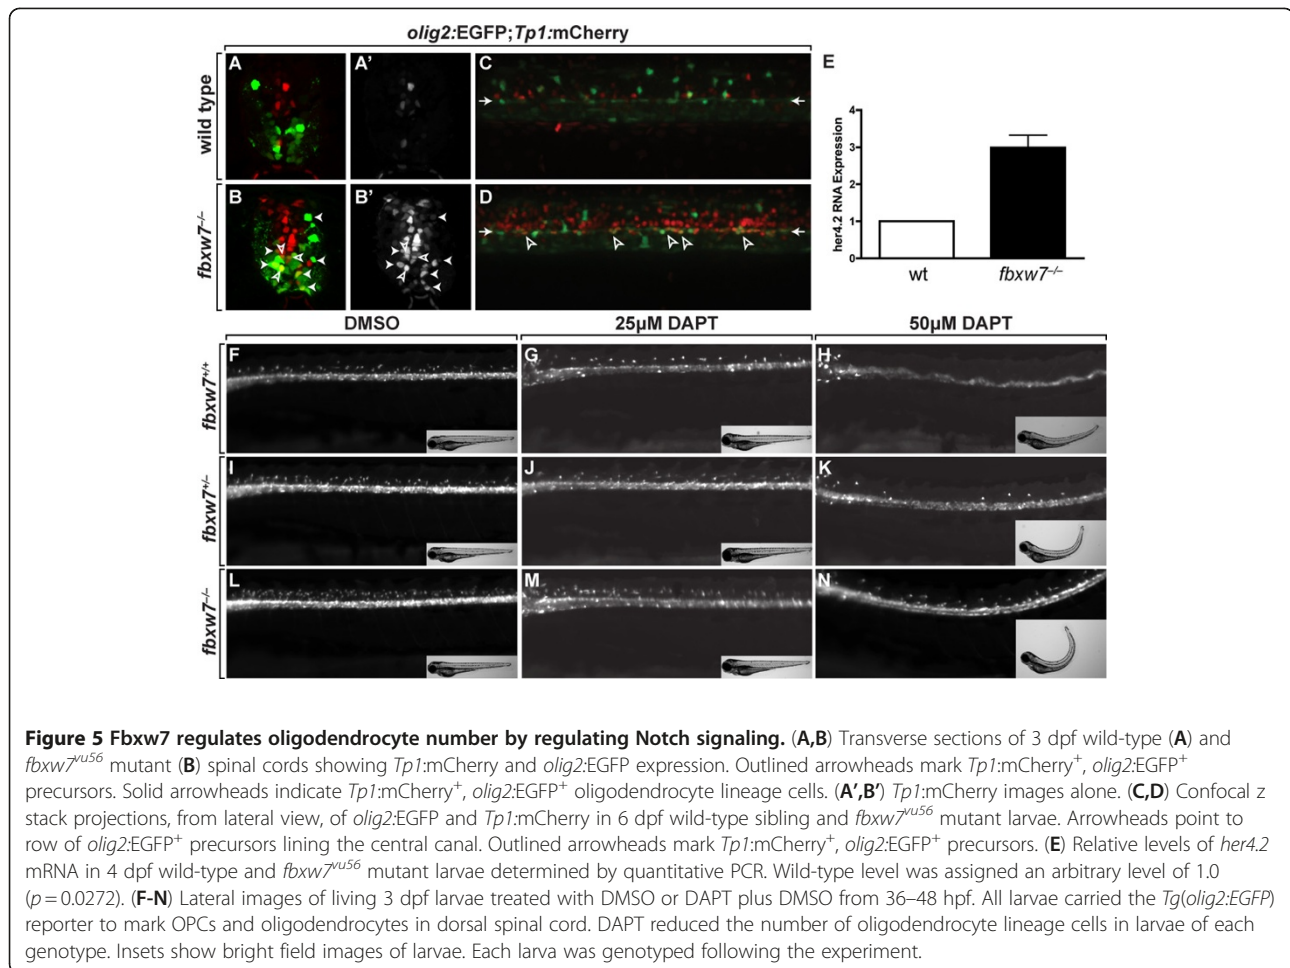 olig2:EGFP;Tp1:mCherry
wild type
A
A'
C
E
fbxw7–/–
B
B'
D
her4.2 RNA Expression
4
3
2
1
0
wt
fbxw7–/–
DMSO
25µM DAPT
50µM DAPT
fbxw7+/+
F
G
H
fbxw7+/–
I
J
K
fbxw7–/–
L
M
N
Figure 5 Fbxw7 regulates oligodendrocyte number by regulating Notch signaling. (A,B) Transverse sections of 3 dpf wild-type (A) and
fbxw7vu56 mutant (B) spinal cords showing Tp1:mCherry and olig2:EGFP expression. Outlined arrowheads mark Tp1:mCherry+, olig2:EGFP+
precursors. Solid arrowheads indicate Tp1:mCherry+, olig2:EGFP+ oligodendrocyte lineage cells. (A',B') Tp1:mCherry images alone. (C,D) Confocal z
stack projections, from lateral view, of olig2:EGFP and Tp1:mCherry in 6 dpf wild-type sibling and fbxw7vu56 mutant larvae. Arrowheads point to
row of olig2:EGFP+ precursors lining the central canal. Outlined arrowheads mark Tp1:mCherry+, olig2:EGFP+ precursors. (E) Relative levels of her4.2
mRNA in 4 dpf wild-type and fbxw7vu56 mutant larvae determined by quantitative PCR. Wild-type level was assigned an arbitrary level of 1.0
(p = 0.0272). (F-N) Lateral images of living 3 dpf larvae treated with DMSO or DAPT plus DMSO from 36–48 hpf. All larvae carried the Tg(olig2:EGFP)
reporter to mark OPCs and oligodendrocytes in dorsal spinal cord. DAPT reduced the number of oligodendrocyte lineage cells in larvae of each
genotype. Insets show bright field images of larvae. Each larva was genotyped following the experiment.